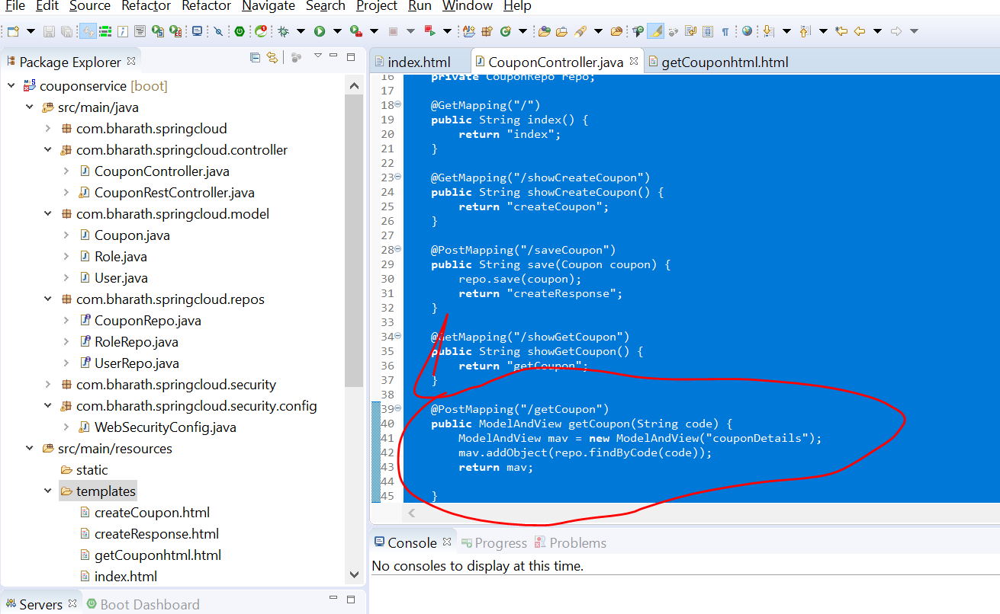 File Edit Source Refactor Refactor Navigate Search Project Run Window Help
Package Explorer
index.html CouponController.java getCouponhtml.html
couponservice [boot]
src/main/java
com.bharath.springcloud
com.bharath.springcloud.controller
CouponController.java
CouponRestController.java
com.bharath.springcloud.model
Coupon.java
Role.java
User.java
com.bharath.springcloud.repos
CouponRepo.java
RoleRepo.java
UserRepo.java
com.bharath.springcloud.security
com.bharath.springcloud.security.config
WebSecurityConfig.java
src/main/resources
static
templates
createCoupon.html
createResponse.html
getCouponhtml.html
index.html
Servers Boot Dashboard
16 private CouponRepo repo;
17
18 @GetMapping("/")
19 public String index() {
20 return "index";
21 }
22
23 @GetMapping("/showCreateCoupon")
24 public String showCreateCoupon() {
25 return "createCoupon";
26 }
27
28 @PostMapping("/saveCoupon")
29 public String save(Coupon coupon) {
30 repo.save(coupon);
31 return "createResponse";
32 }
33
34 @GetMapping("/showGetCoupon")
35 public String showGetCoupon() {
36 return "getCoupon";
37 }
38
39 @PostMapping("/getCoupon")
40 public ModelAndView getCoupon(String code) {
41 ModelAndView mav = new ModelAndView("couponDetails");
42 mav.addObject(repo.findByCode(code));
43 return mav;
44
45 }
Console Progress Problems
No consoles to display at this time.